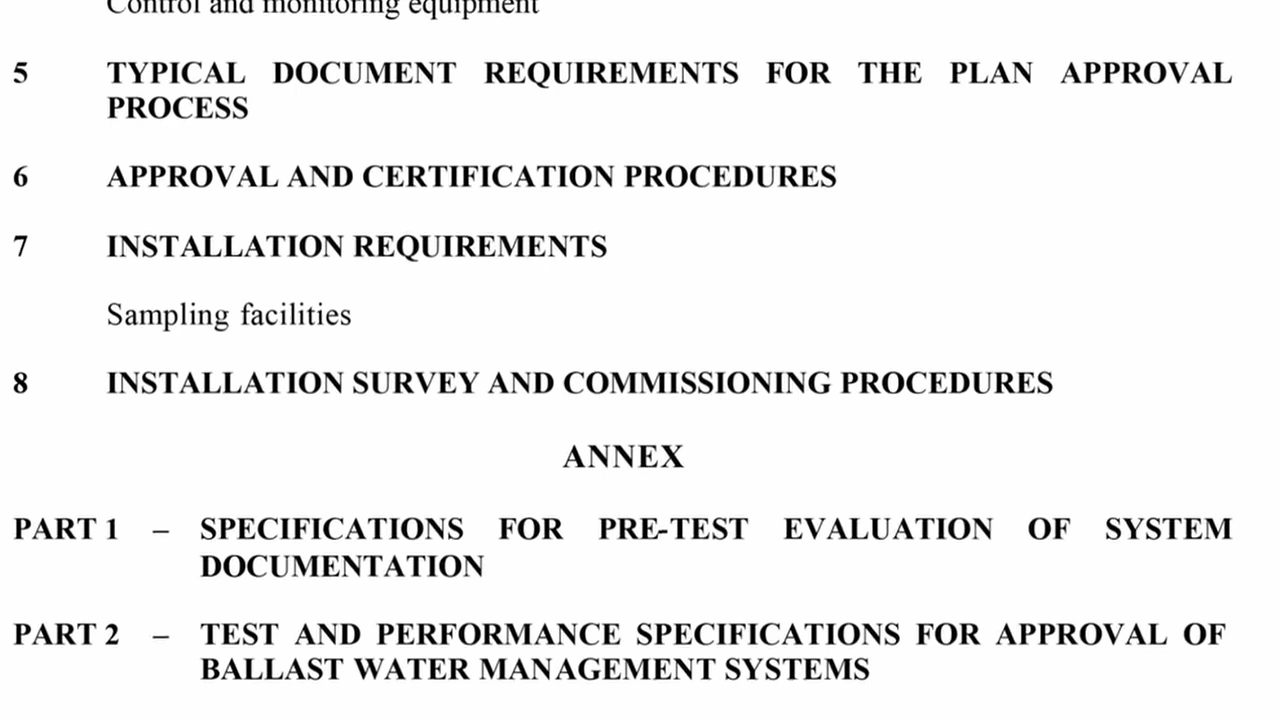 Control and monitoring equipment
5 TYPICAL DOCUMENT REQUIREMENTS FOR THE PLAN APPROVAL
PROCESS
6 APPROVAL AND CERTIFICATION PROCEDURES
7 INSTALLATION REQUIREMENTS
Sampling facilities
8 INSTALLATION SURVEY AND COMMISSIONING PROCEDURES
ANNEX
PART 1 – SPECIFICATIONS FOR PRE-TEST EVALUATION OF SYSTEM
DOCUMENTATION
PART 2 – TEST AND PERFORMANCE SPECIFICATIONS FOR APPROVAL OF
BALLAST WATER MANAGEMENT SYSTEMS